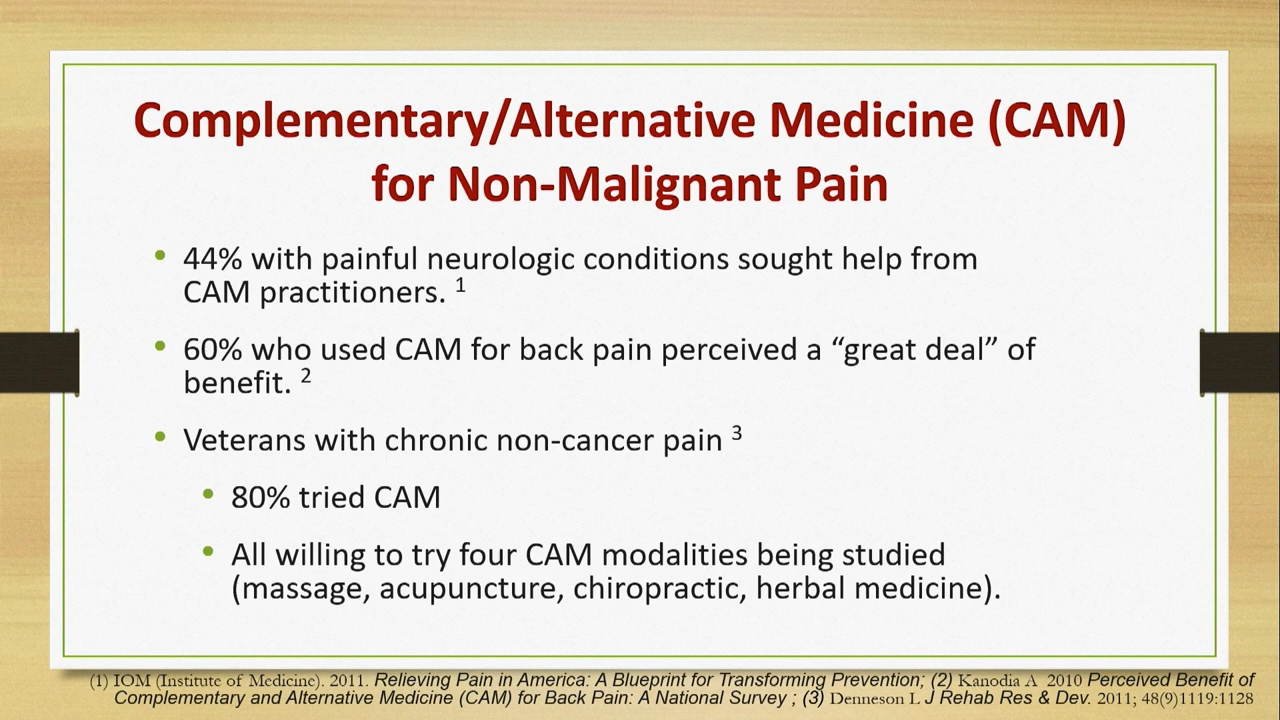 Complementary/Alternative Medicine (CAM)
for Non-Malignant Pain
• 44% with painful neurologic conditions sought help from
CAM practitioners. 1
• 60% who used CAM for back pain perceived a “great deal” of
benefit. 2
• Veterans with chronic non-cancer pain 3
• 80% tried CAM
• All willing to try four CAM modalities being studied
(massage, acupuncture, chiropractic, herbal medicine).
(1) IOM (Institute of Medicine). 2011. Relieving Pain in America: A Blueprint for Transforming Prevention; (2) Kanodia A 2010 Perceived Benefit of
Complementary and Alternative Medicine (CAM) for Back Pain: A National Survey ; (3) Denneson L J Rehab Res & Dev. 2011; 48(9)1119:1128